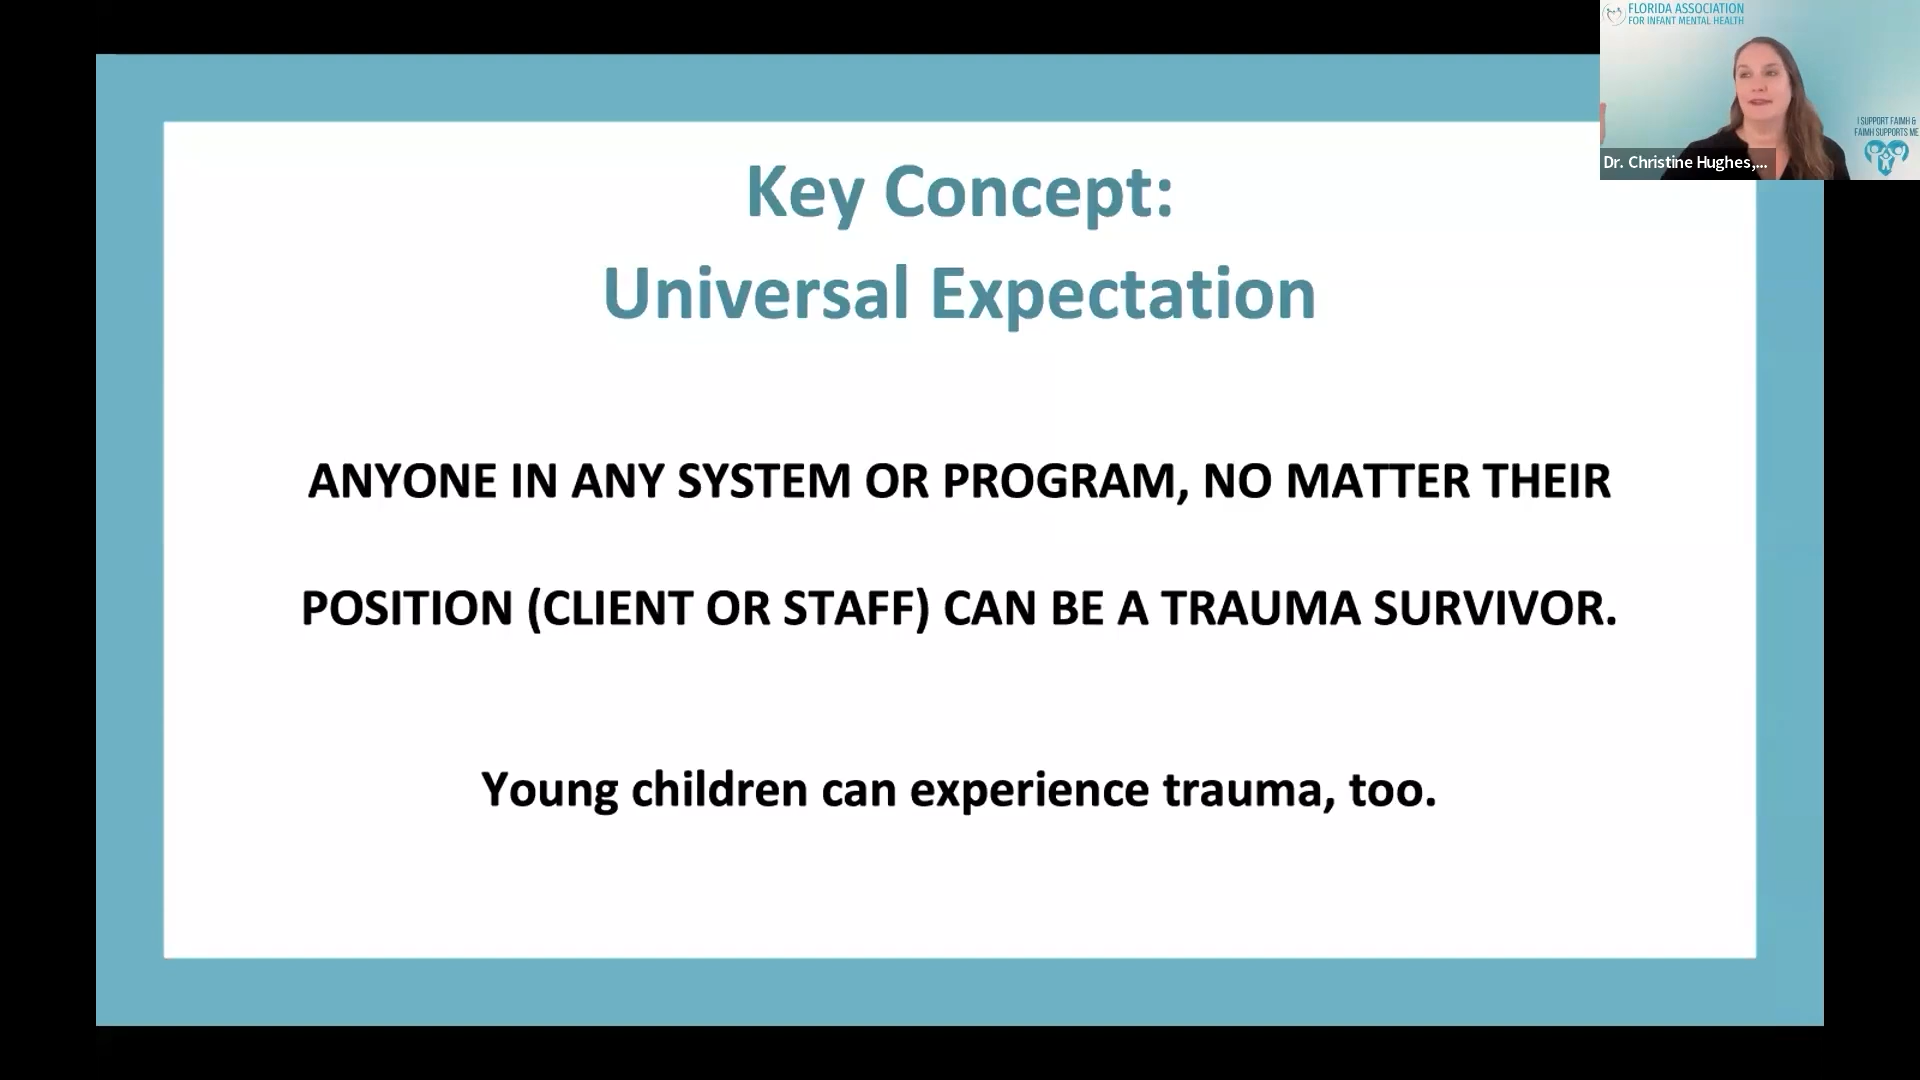 FLORIDA ASSOCIATION
FOR INFANT MENTAL HEALTH
I SUPPORT FAIMH &
FAIMH SUPPORTS ME
Dr. Christine Hughes,...
Key Concept:
Universal Expectation
ANYONE IN ANY SYSTEM OR PROGRAM, NO MATTER THEIR
POSITION (CLIENT OR STAFF) CAN BE A TRAUMA SURVIVOR.
Young children can experience trauma, too.